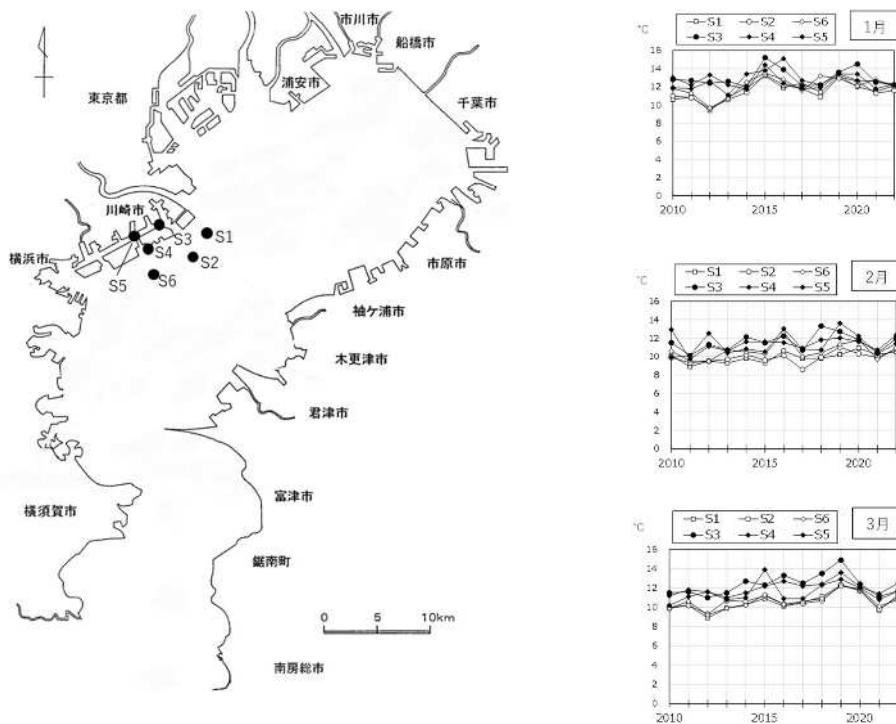 市川市
船橋市
浦安市
東京都
千葉市
川崎市
S1
S3
S4
S2
横浜市
S5
S6
市原市
袖ケ浦市
木更津市
君津市
富津市
横須賀市
鋸南町
0 5 10km
南房総市
℃
S1 S2 S6
S3 S4 S5
1月
16
14
12
10
8
6
4
2
0
2010 2015 2020
℃
S1 S2 S6
S3 S4 S5
2月
16
14
12
10
8
6
4
2
0
2010 2015 2020
℃
S1 S2 S6
S3 S4 S5
3月
16
14
12
10
8
6
4
2
0
2010 2015 2020